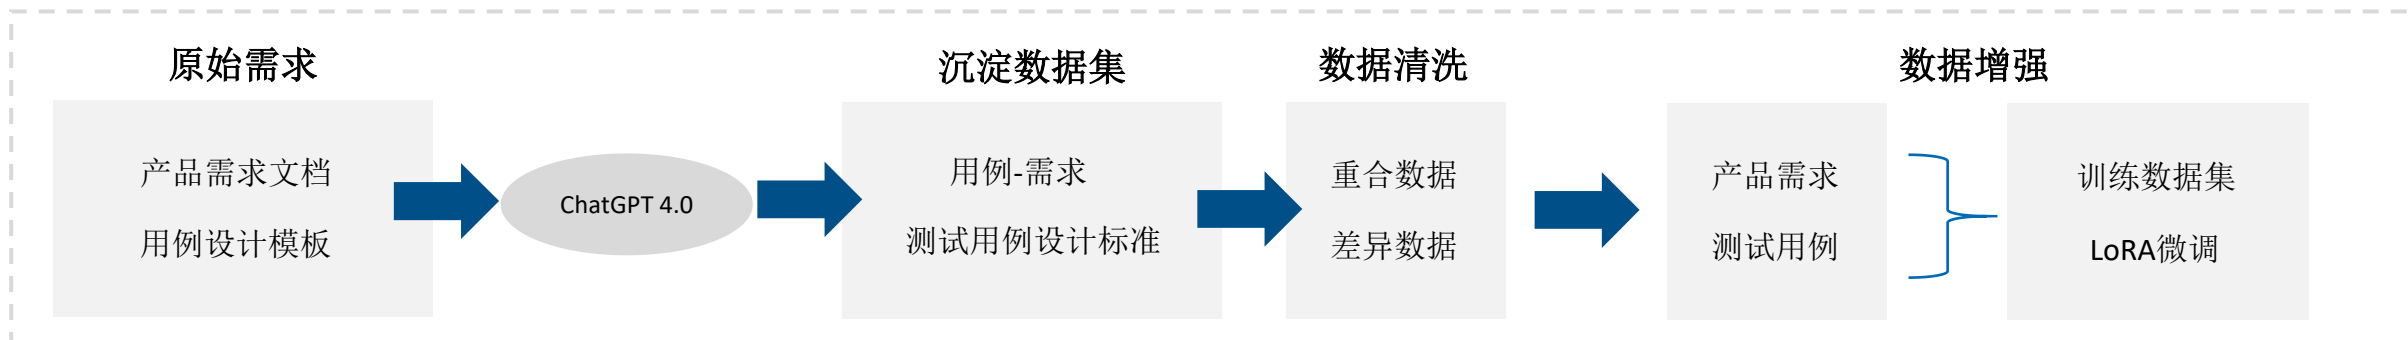 原始需求
产品需求文档
用例设计模板
ChatGPT 4.0
沉淀数据集
用例-需求
测试用例设计标准
数据清洗
重合数据
差异数据
数据增强
产品需求
测试用例
训练数据集
LoRA微调